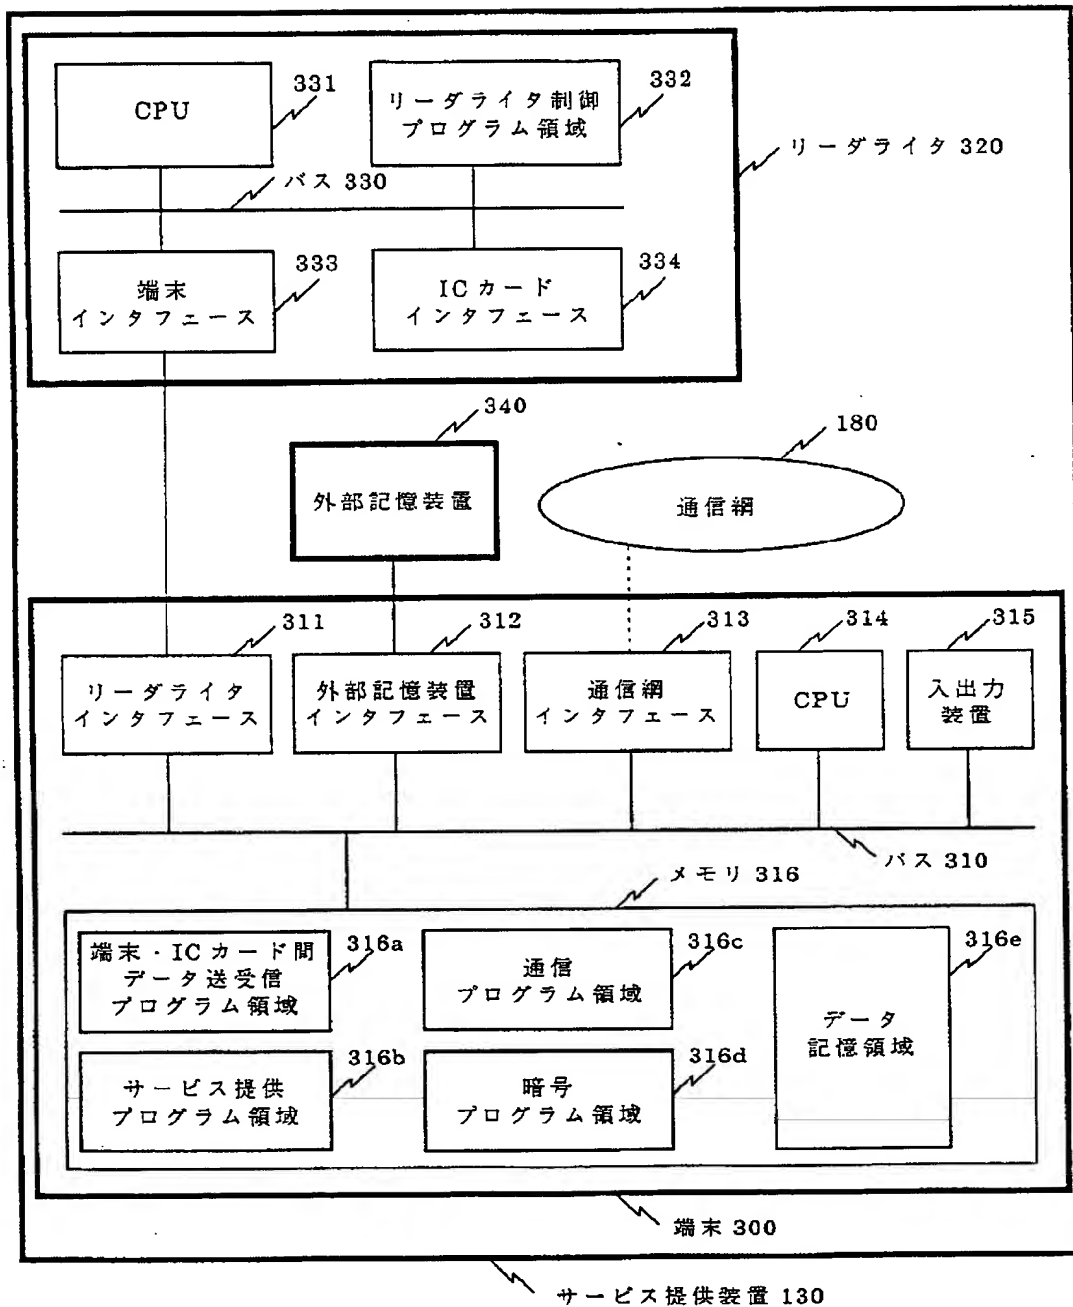 331
332
CPU
リーダライタ制御
プログラム領域
リーダライタ 320
バス 330
333
334
端末
インタフェース
ICカード
インタフェース
340
180
外部記憶装置
通信網
311
312
313
314
315
リーダライタ
インタフェース
外部記憶装置
インタフェース
通信網
インタフェース
CPU
入出力
装置
バス 310
メモリ 316
端末・ICカード間
データ送受信
プログラム領域
316a
通信
プログラム領域
316c
316e
データ
記憶領域
サービス提供
プログラム領域
316b
暗号
プログラム領域
316d
端末 300
サービス提供装置 130